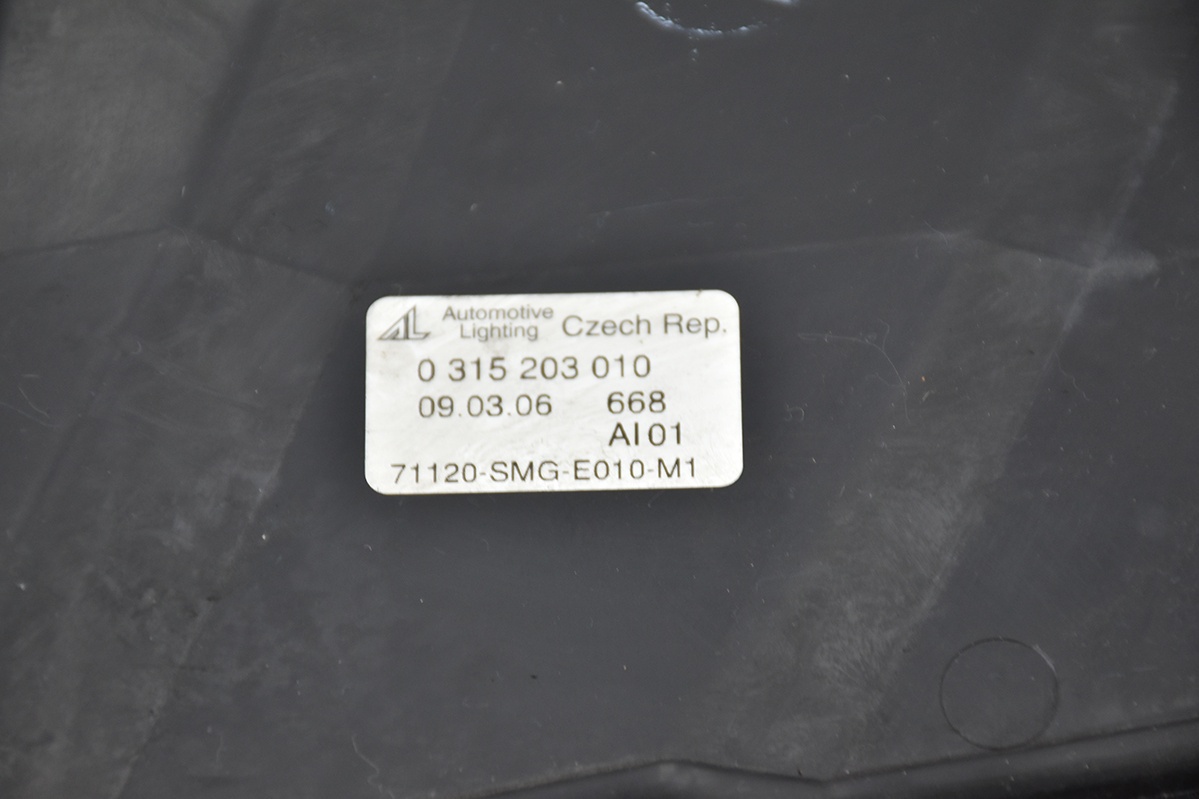 AL Automotive Lighting Czech Rep.
0 315 203 010
09.03.06 668
AI01
71120-SMG-E010-M1